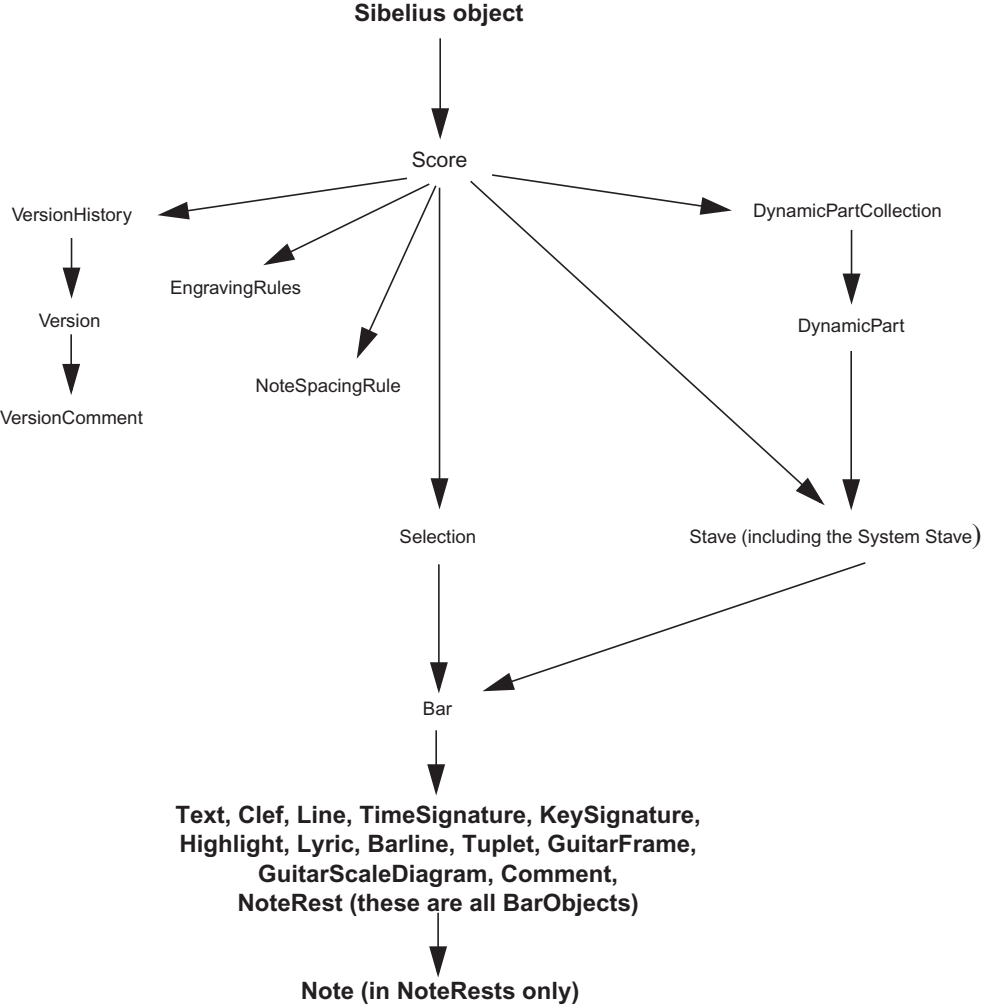 Sibelius object
Score
VersionHistory
DynamicPartCollection
EngravingRules
Version
DynamicPart
NoteSpacingRule
VersionComment
Selection
Stave (including the System Stave)
Bar
Text, Clef, Line, TimeSignature, KeySignature,
Highlight, Lyric, Barline, Tuplet, GuitarFrame,
GuitarScaleDiagram, Comment,
NoteRest (these are all BarObjects)
Note (in NoteRests only)